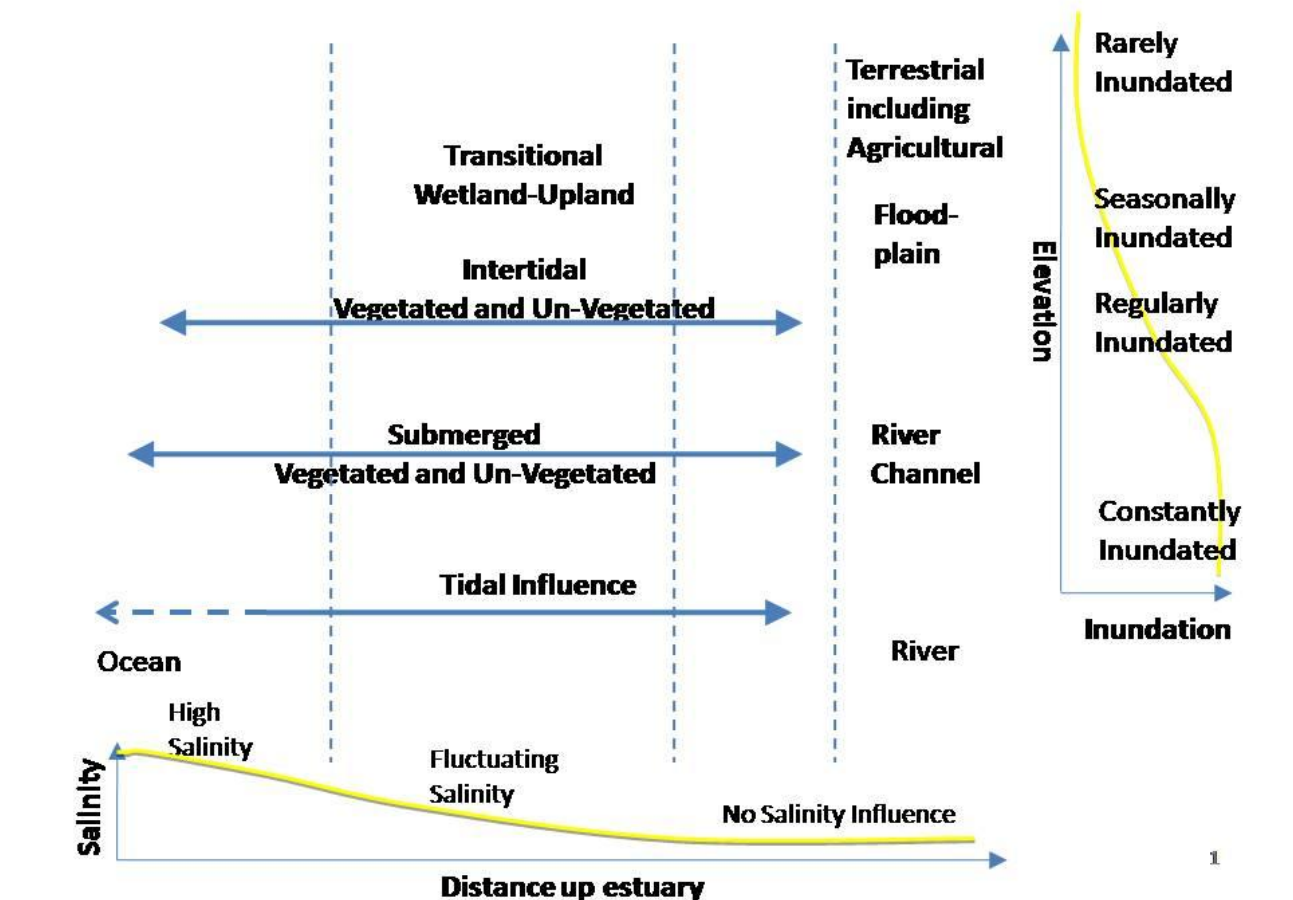 Rarely
Inundated
Terrestrial
including
Agricultural
Transitional
Wetland-Upland
Seasonally
Inundated
Flood-
plain
Elevation
Intertidal
Vegetated and Un-Vegetated
Regularly
Inundated
Submerged
Vegetated and Un-Vegetated
River
Channel
Constantly
Inundated
Tidal Influence
Inundation
River
Ocean
High
Salinity
Salinity
Fluctuating
Salinity
No Salinity Influence
Distance up estuary
1